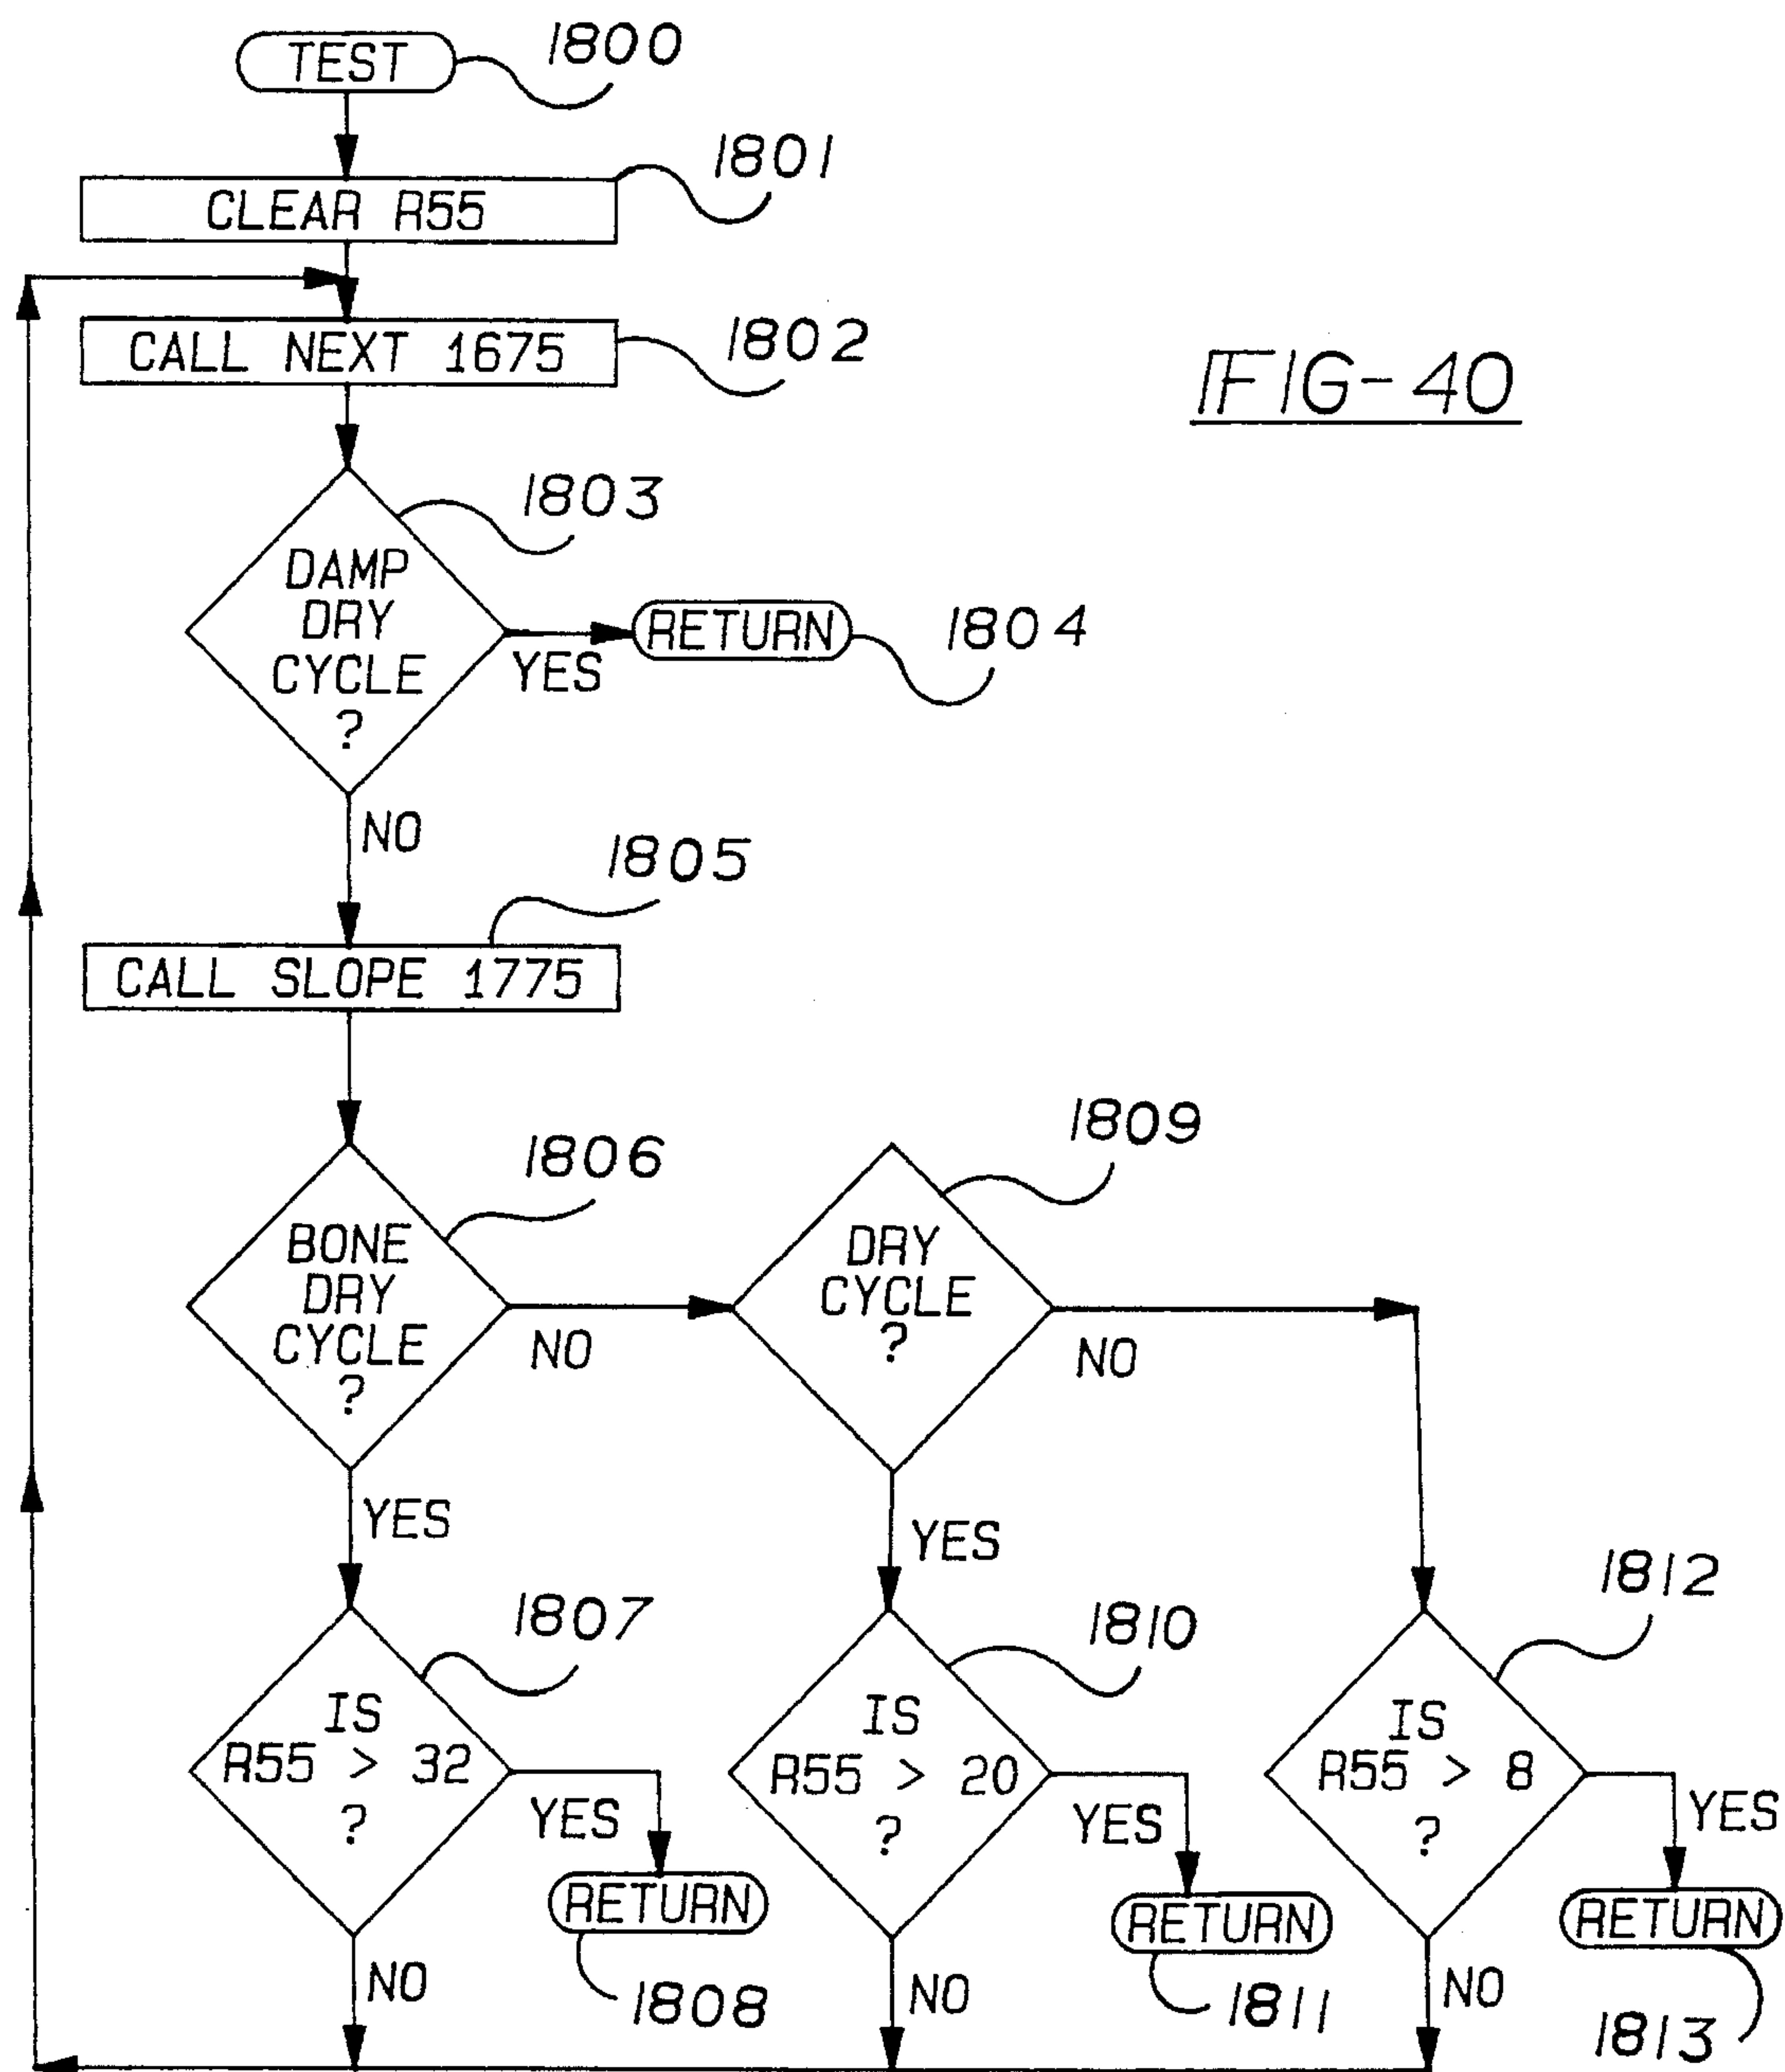 TEST
1800
1801
CLEAR R55
CALL NEXT 1675
1802
FIG-40
1803
DAMP
DRY
CYCLE
?
YES
RETURN
1804
NO
1805
CALL SLOPE 1775
1806
BONE
DRY
CYCLE
?
NO
1809
DRY
CYCLE
?
NO
YES
YES
1807
IS
R55 > 32
?
YES
RETURN
1808
NO
1810
IS
R55 > 20
?
YES
RETURN
1811
NO
1812
IS
R55 > 8
?
YES
RETURN
1813
NO